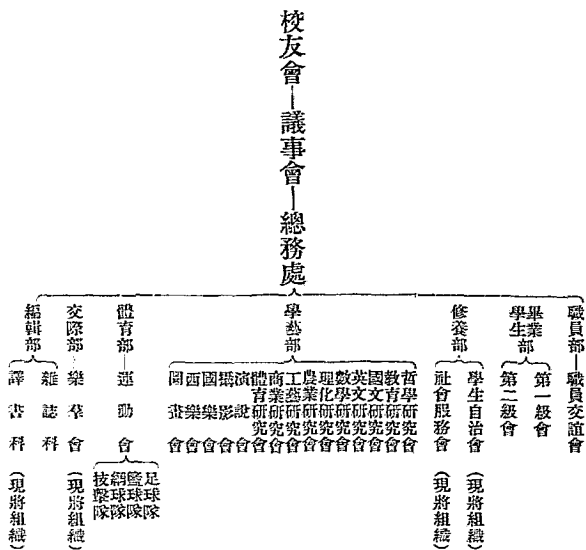 校友會—議事會—總務處
職員部—職員交誼會
畢業學生部
第一級會
第二級會
修養部
學生自治會(現將組織)
社會服務會(現將組織)
學藝部
哲學研究會
教育研究會
國文研究會
英文研究會
數學研究會
理化研究會
農業研究會
工藝研究會
商業研究會
體育研究會
演說會
攝影會
國樂會
西樂會
圖畫會
體育部—運動會
足球隊
籃球隊
網球隊
技擊隊
交際部—樂羣會(現將組織)
編輯部
雜誌科
譯書科(現將組織)